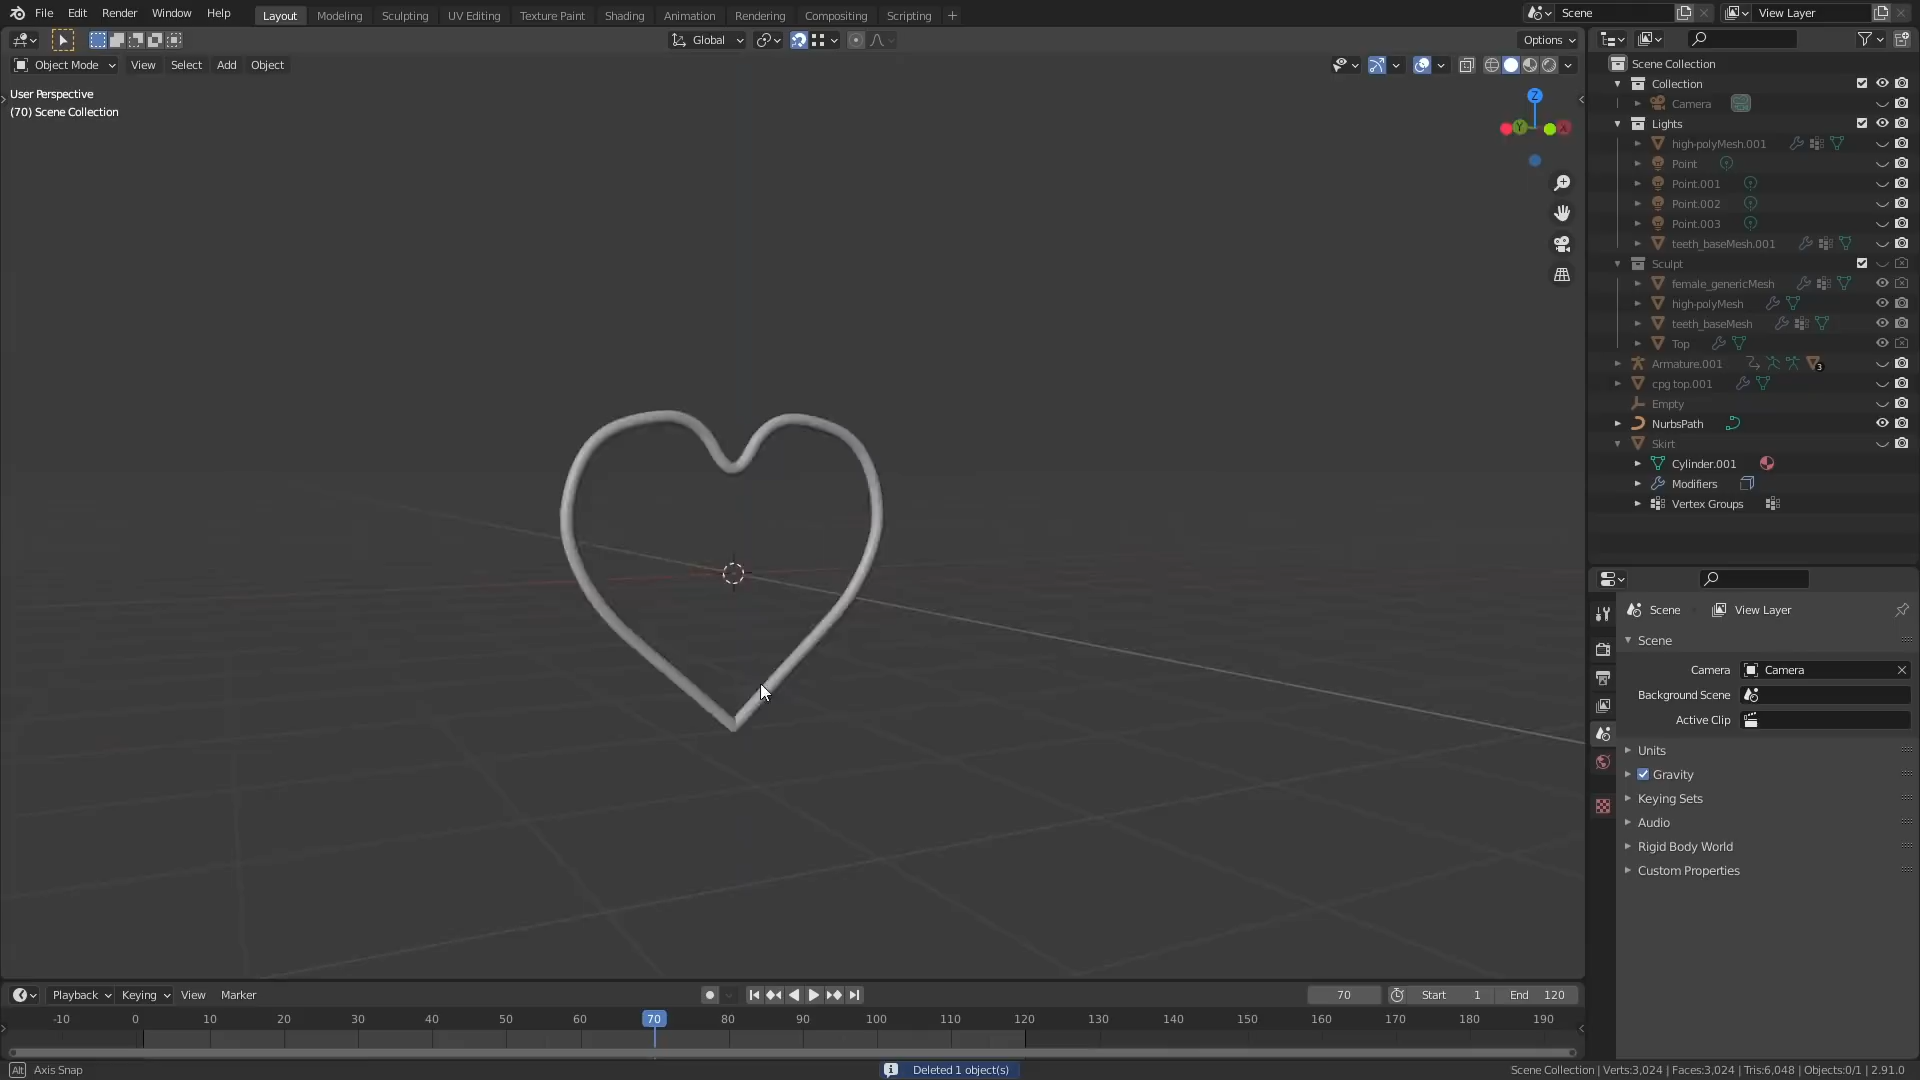 File Edit Render Window Help Layout Modeling Sculpting UV Editing Texture Paint Shading Animation Rendering Compositing Scripting + Scene View Layer
Global Options
Object Mode View Select Add Object
User Perspective
(70) Scene Collection
Z
Y X
Scene Collection
Collection
Camera
Lights
high-polyMesh.001
Point
Point.001
Point.002
Point.003
teeth_baseMesh.001
Sculpt
female_genericMesh
high-polyMesh
teeth_baseMesh
Top
Armature.001 3
cpg top.001
Empty
NurbsPath
Skirt
Cylinder.001
Modifiers
Vertex Groups
Scene View Layer
Scene
Camera Camera
Background Scene
Active Clip
Units
Gravity
Keying Sets
Audio
Rigid Body World
Custom Properties
Playback Keying View Marker 70 Start 1 End 120
-10 0 10 20 30 40 50 60 70 80 90 100 110 120 130 140 150 160 170 180 190
Alt Axis Snap Deleted 1 object(s) Scene Collection | Verts:3,024 | Faces:3,024 | Tris:6,048 | Objects:0/1 | 2.91.0